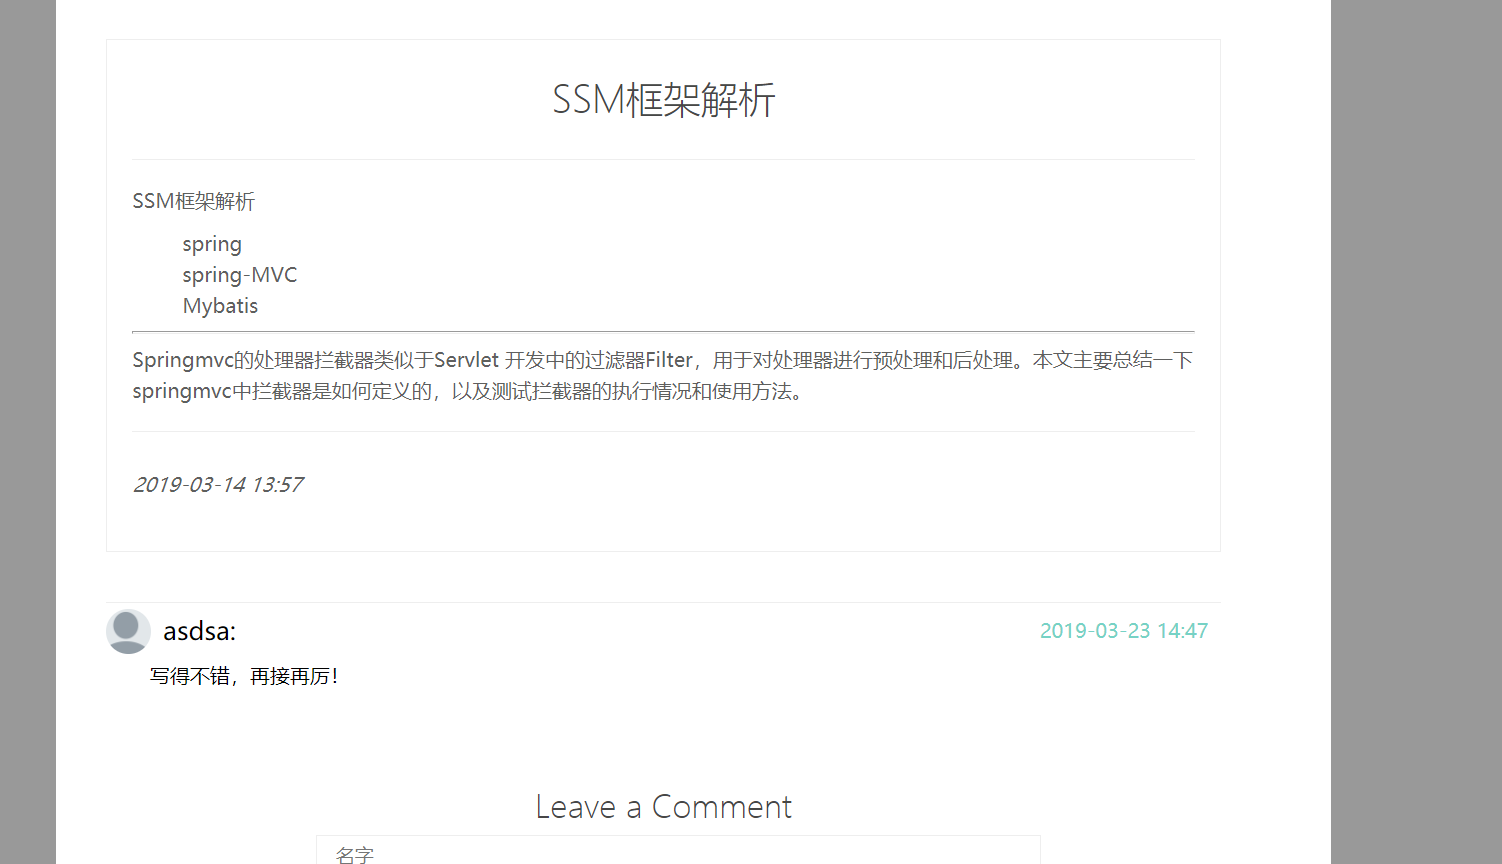 SSM框架解析
SSM框架解析
spring
spring-MVC
Mybatis
Springmvc的处理器拦截器类似于Servlet 开发中的过滤器Filter，用于对处理器进行预处理和后处理。本文主要总结一下
springmvc中拦截器是如何定义的，以及测试拦截器的执行情况和使用方法。
2019-03-14 13:57
asdsa: 2019-03-23 14:47
写得不错，再接再厉！
Leave a Comment
名字